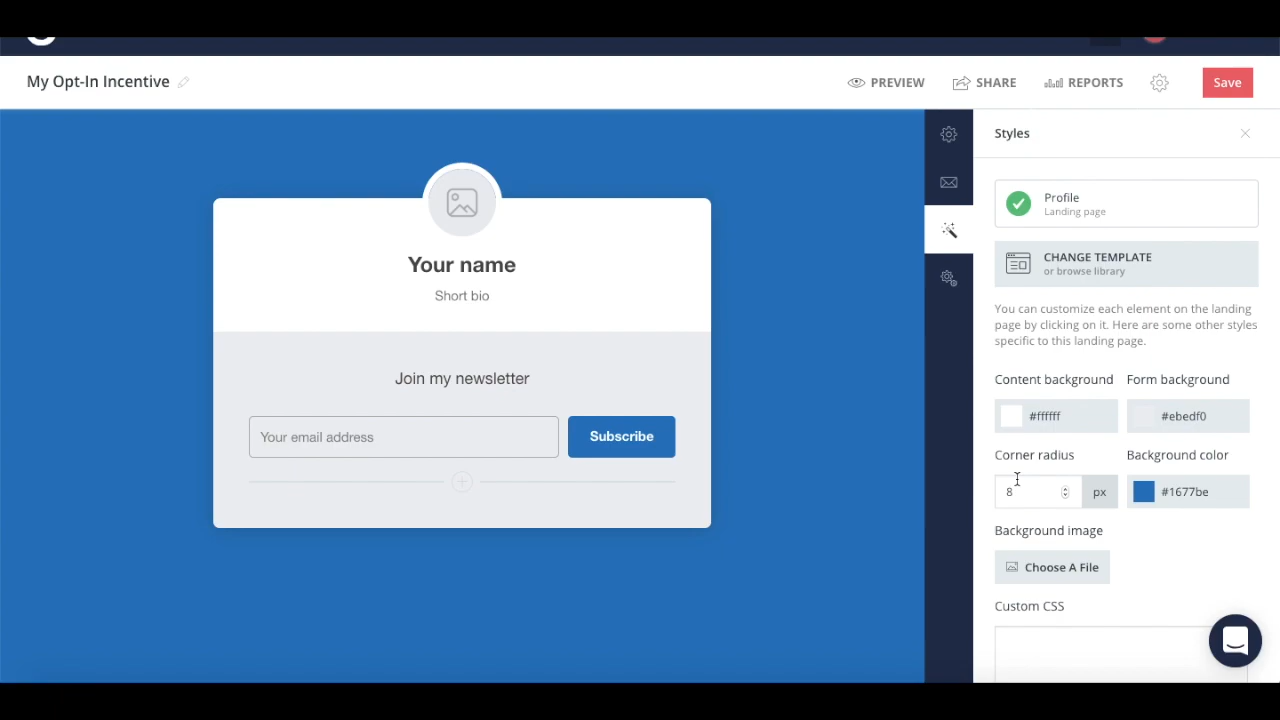 My Opt-In Incentive
PREVIEW
SHARE
REPORTS
Save
Your name
Short bio
Join my newsletter
Your email address
Subscribe
Styles
Profile
Landing page
CHANGE TEMPLATE
or browse library
You can customize each element on the landing
page by clicking on it. Here are some other styles
specific to this landing page.
Content background
Form background
#ffffff
#ebedf0
Corner radius
Background color
8
px
#1677be
Background image
Choose A File
Custom CSS